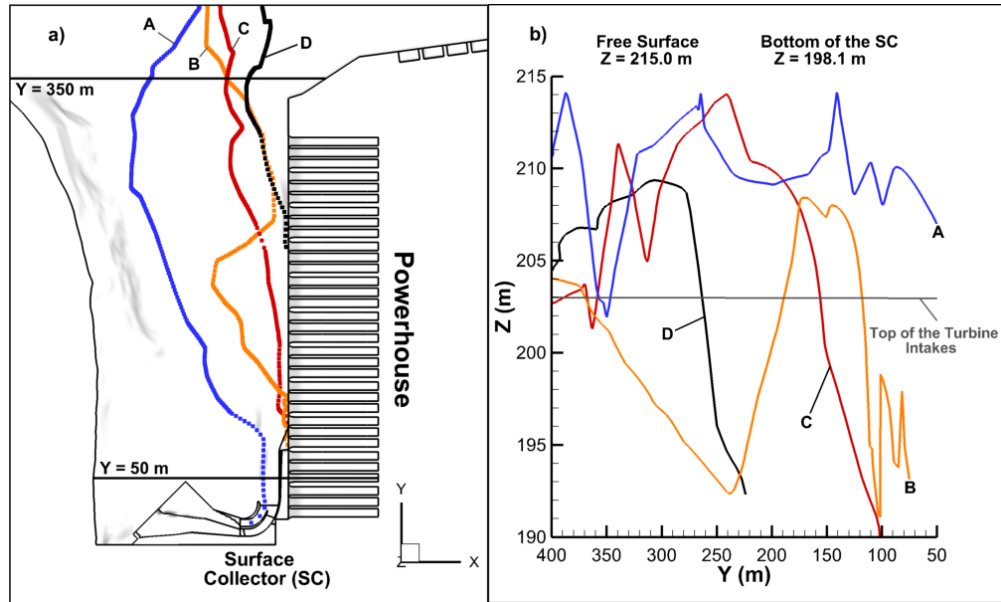 a)
A
B
C
D
Y = 350 m
Powerhouse
Y = 50 m
Surface
Collector (SC)
Y
Z
X
b)
Free Surface
Z = 215.0 m
Bottom of the SC
Z = 198.1 m
215
210
205
200
195
190
Z (m)
A
D
Top of the Turbine
Intakes
C
B
400
350
300
250
200
150
100
50
Y (m)